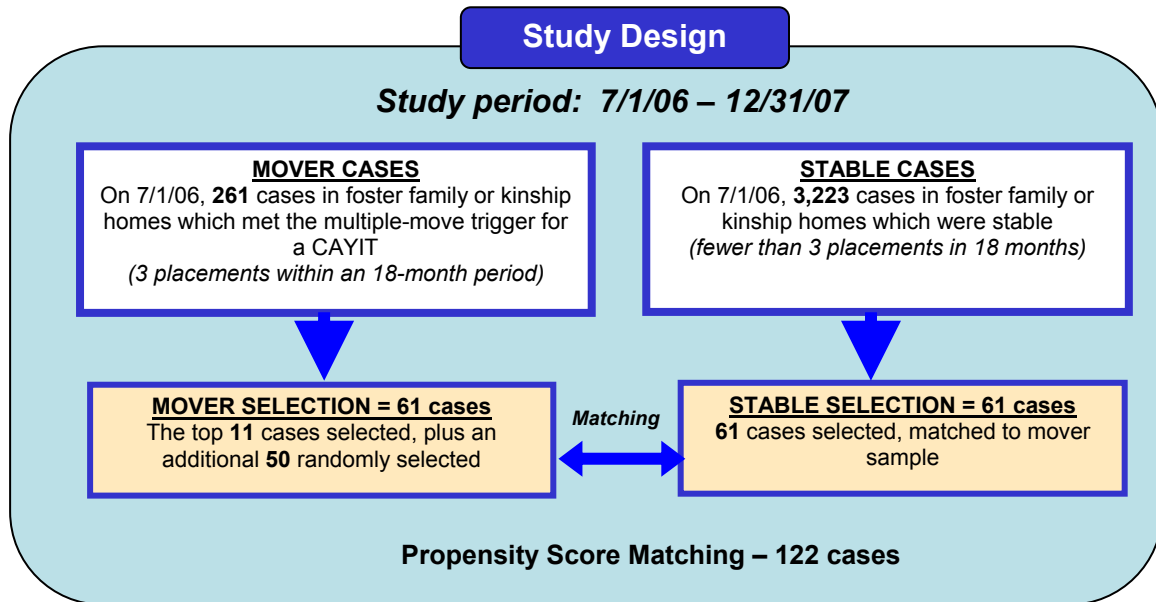 Study Design
Study period: 7/1/06 – 12/31/07
MOVER CASES
On 7/1/06, 261 cases in foster family or kinship
homes which met the multiple-move trigger for
a CAYIT
(3 placements within an 18-month period)
STABLE CASES
On 7/1/06, 3,223 cases in foster family or
kinship homes which were stable
(fewer than 3 placements in 18 months)
MOVER SELECTION = 61 cases
The top 11 cases selected, plus an
additional 50 randomly selected
Matching
STABLE SELECTION = 61 cases
61 cases selected, matched to mover
sample
Propensity Score Matching – 122 cases